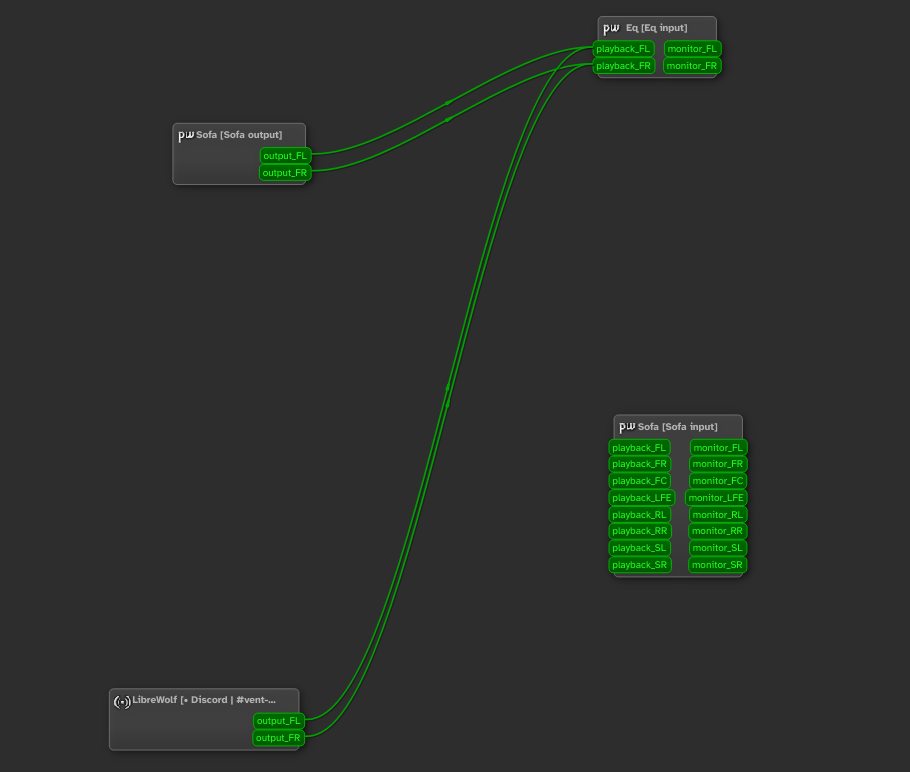 pw Eq [Eq input]
playback_FL monitor_FL
playback_FR monitor_FR
pw Sofa [Sofa output]
output_FL
output_FR
pw Sofa [Sofa input]
playback_FL monitor_FL
playback_FR monitor_FR
playback_FC monitor_FC
playback_LFE monitor_LFE
playback_RL monitor_RL
playback_RR monitor_RR
playback_SL monitor_SL
playback_SR monitor_SR
LibreWolf [• Discord | #vent-...
output_FL
output_FR